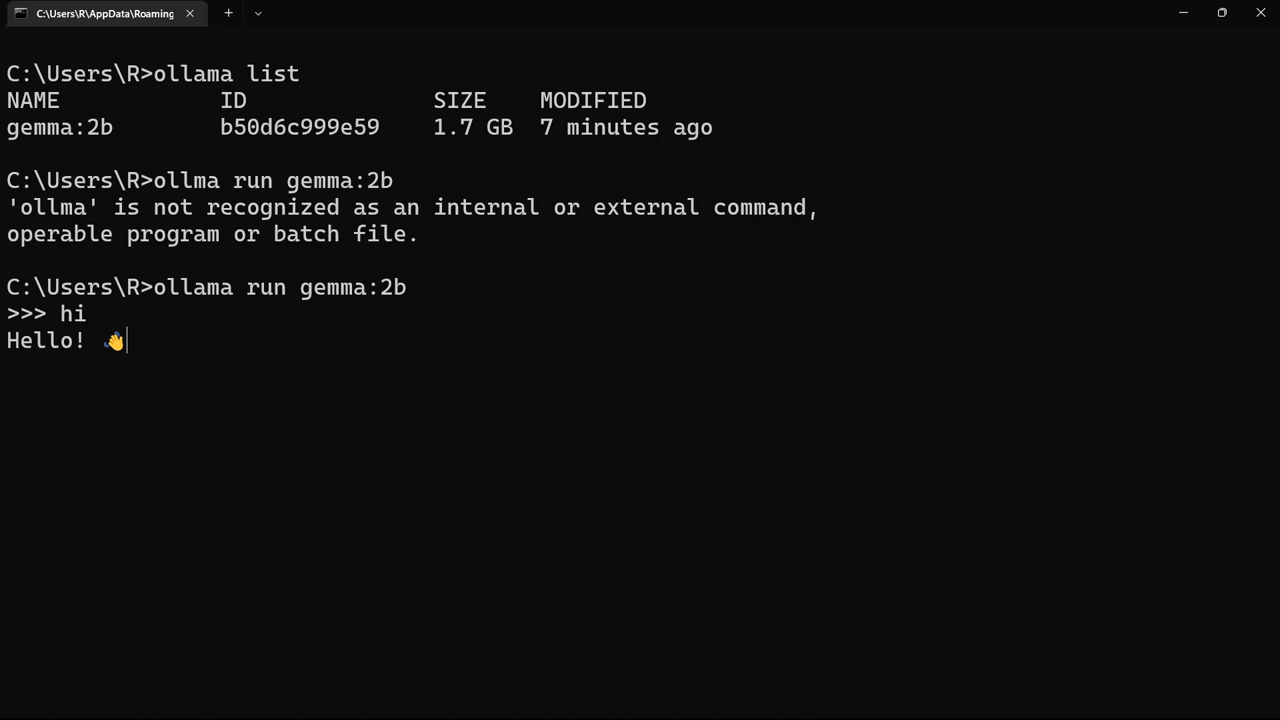 C:\Users\R\AppData\Roaming
C:\Users\R>ollama list
NAME ID SIZE MODIFIED
gemma:2b b50d6c999e59 1.7 GB 7 minutes ago
C:\Users\R>ollma run gemma:2b
'ollma' is not recognized as an internal or external command,
operable program or batch file.
C:\Users\R>ollama run gemma:2b
>>> hi
Hello! 👋